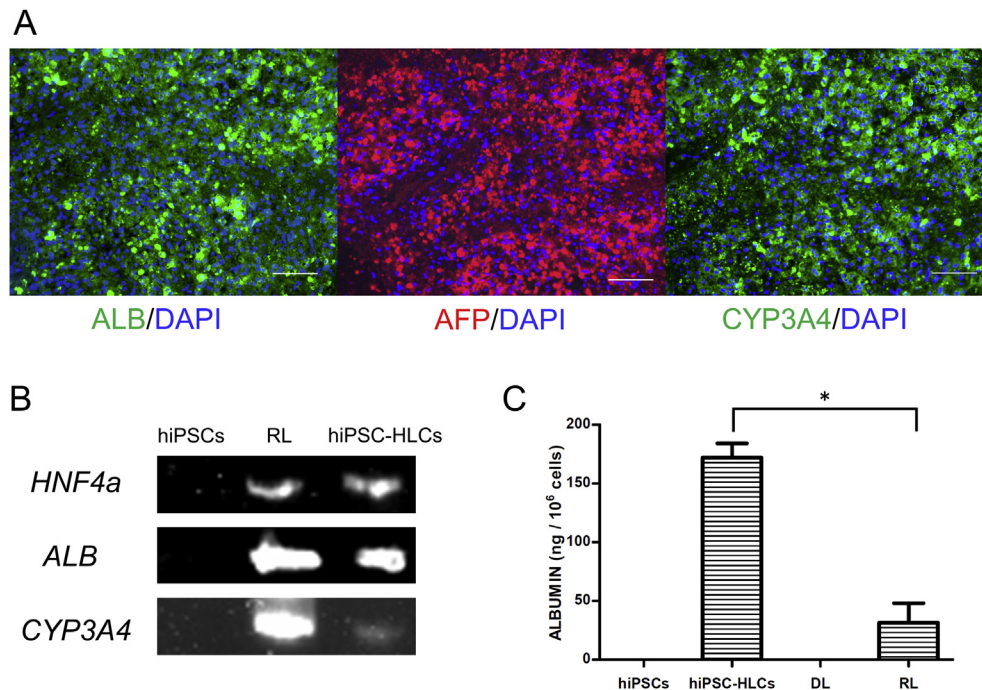 A
ALB/DAPI
AFP/DAPI
CYP3A4/DAPI
B
hiPSCs RL hiPSC-HLCs
HNF4a
ALB
CYP3A4
C
*
200
150
100
50
0
ALBUMIN (ng / 10⁶ cells)
hiPSCs hiPSC-HLCs DL RL